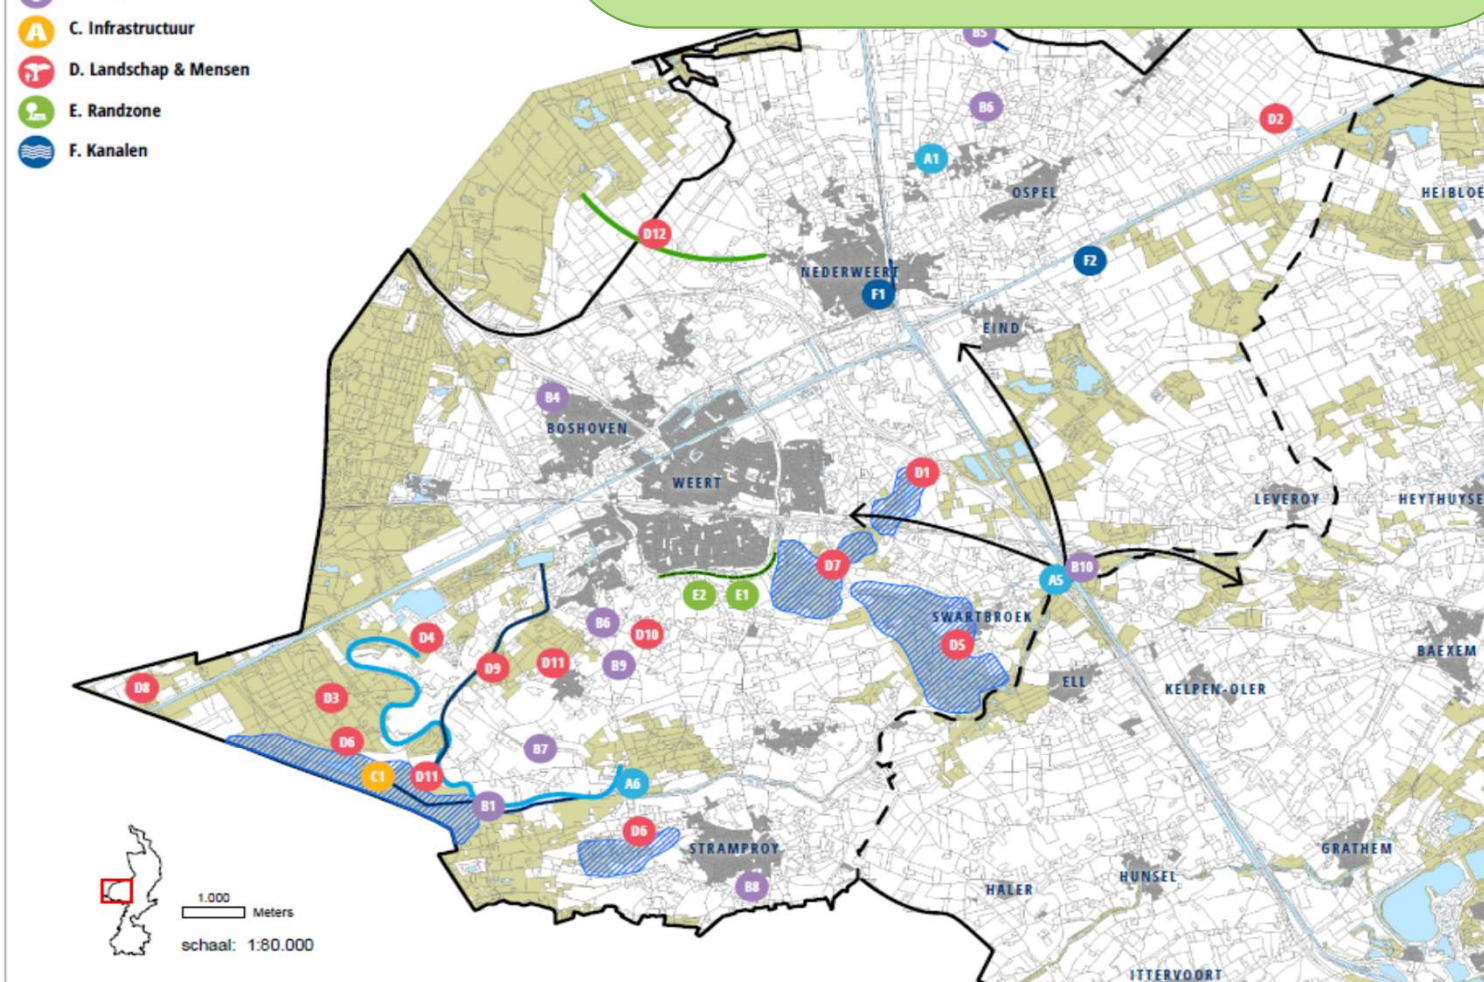 C. Infrastructuur
D. Landschap & Mensen
E. Randzone
F. Kanalen
B5
B6
D2
A1
OSPEL
HEIBLOE
D12
NEDERWEERT
F2
F1
EIND
B4
BOSHOVEN
D1
WEERT
LEVEROY
HEYTHUYSE
D7
B10
A5
E2
E1
SWARTBROEK
B6
D10
D4
D5
D9
D11
B9
BAEXEM
ELL
KELPEN-OLER
D8
D3
D6
B7
C1
D11
A6
B1
D6
STRAMPROY
GRATHEM
HUNSEL
B8
HALER
1.000
Meters
schaal: 1:80.000
ITTERVOORT